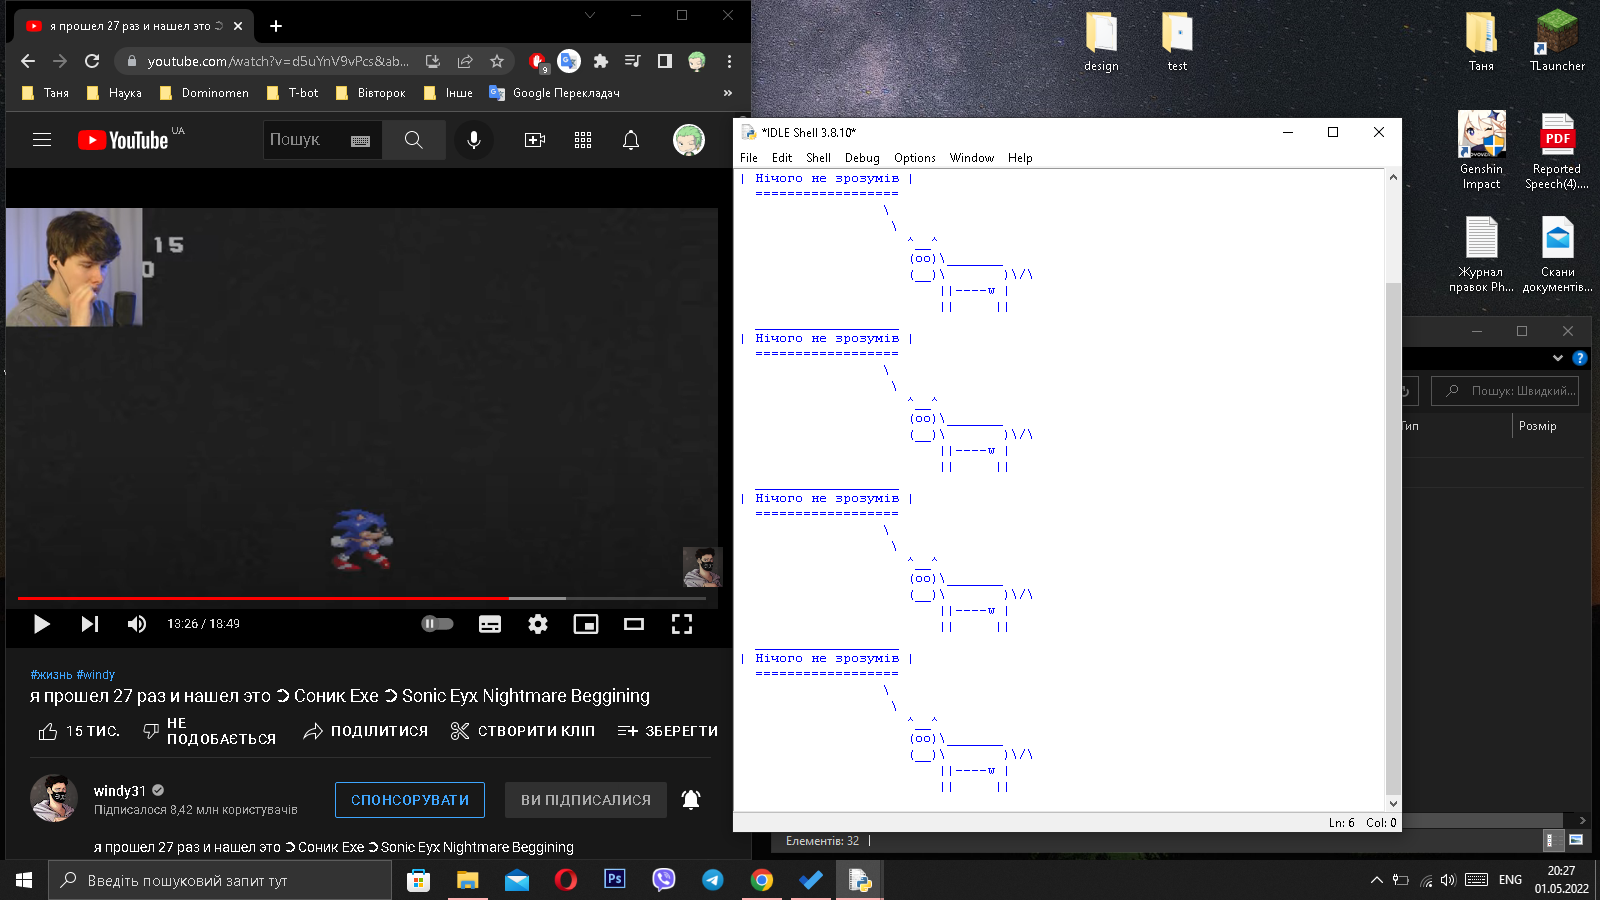 я прошел 27 раз и нашел это
youtube.com/watch?v=d5uYnV9vPcs&ab...
9
Таня
Наука
Dominomen
T-bot
Вівторок
Інше
Google Перекладач
»
YouTube UA
Пошук
15
0
13:26 / 18:49
#жизнь #windy
я прошел 27 раз и нашел это Ͻ Соник Exe Ͻ Sonic Eyx Nightmare Beggining
15 ТИС.
НЕ ПОДОБАЄТЬСЯ
ПОДІЛИТИСЯ
СТВОРИТИ КЛІП
ЗБЕРЕГТИ
windy31
Підписалося 8,42 млн користувачів
СПОНСОРУВАТИ
ВИ ПІДПИСАЛИСЯ
я прошел 27 раз и нашел это Ͻ Соник Exe Ͻ Sonic Eyx Nightmare Beggining
*IDLE Shell 3.8.10*
File Edit Shell Debug Options Window Help
| Нічого не зрозумів |
==================
\
\
^__^
(oo)\_______
(__)\       )\/\
||----w |
||     ||
__________________
| Нічого не зрозумів |
==================
\
\
^__^
(oo)\_______
(__)\       )\/\
||----w |
||     ||
__________________
| Нічого не зрозумів |
==================
\
\
^__^
(oo)\_______
(__)\       )\/\
||----w |
||     ||
__________________
| Нічого не зрозумів |
==================
\
\
^__^
(oo)\_______
(__)\       )\/\
||----w |
||     ||
Ln: 6 Col: 0
design
test
Таня
TLauncher
Genshin Impact
PDF
Reported Speech(4)....
Журнал правок Ph...
Скани документів...
Пошук: Швидкий...
Тип
Розмір
Елементів: 32
Введіть пошуковий запит тут
Ps
ENG
20:27
01.05.2022